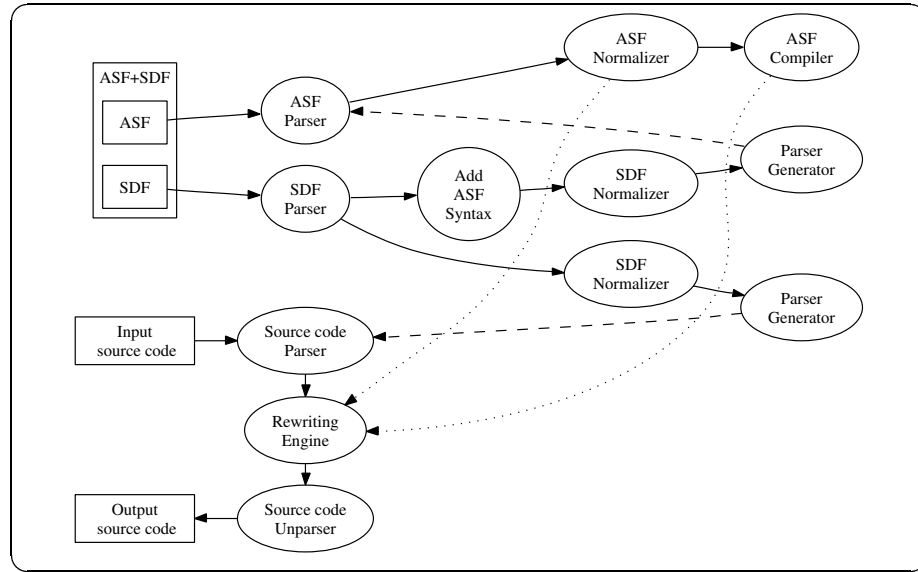 ASF
Normalizer
ASF
Compiler
ASF+SDF
ASF
ASF
Parser
Parser
Generator
SDF
SDF
Parser
Add
ASF
Syntax
SDF
Normalizer
SDF
Normalizer
Parser
Generator
Input
source code
Source code
Parser
Rewriting
Engine
Output
source code
Source code
Unparser